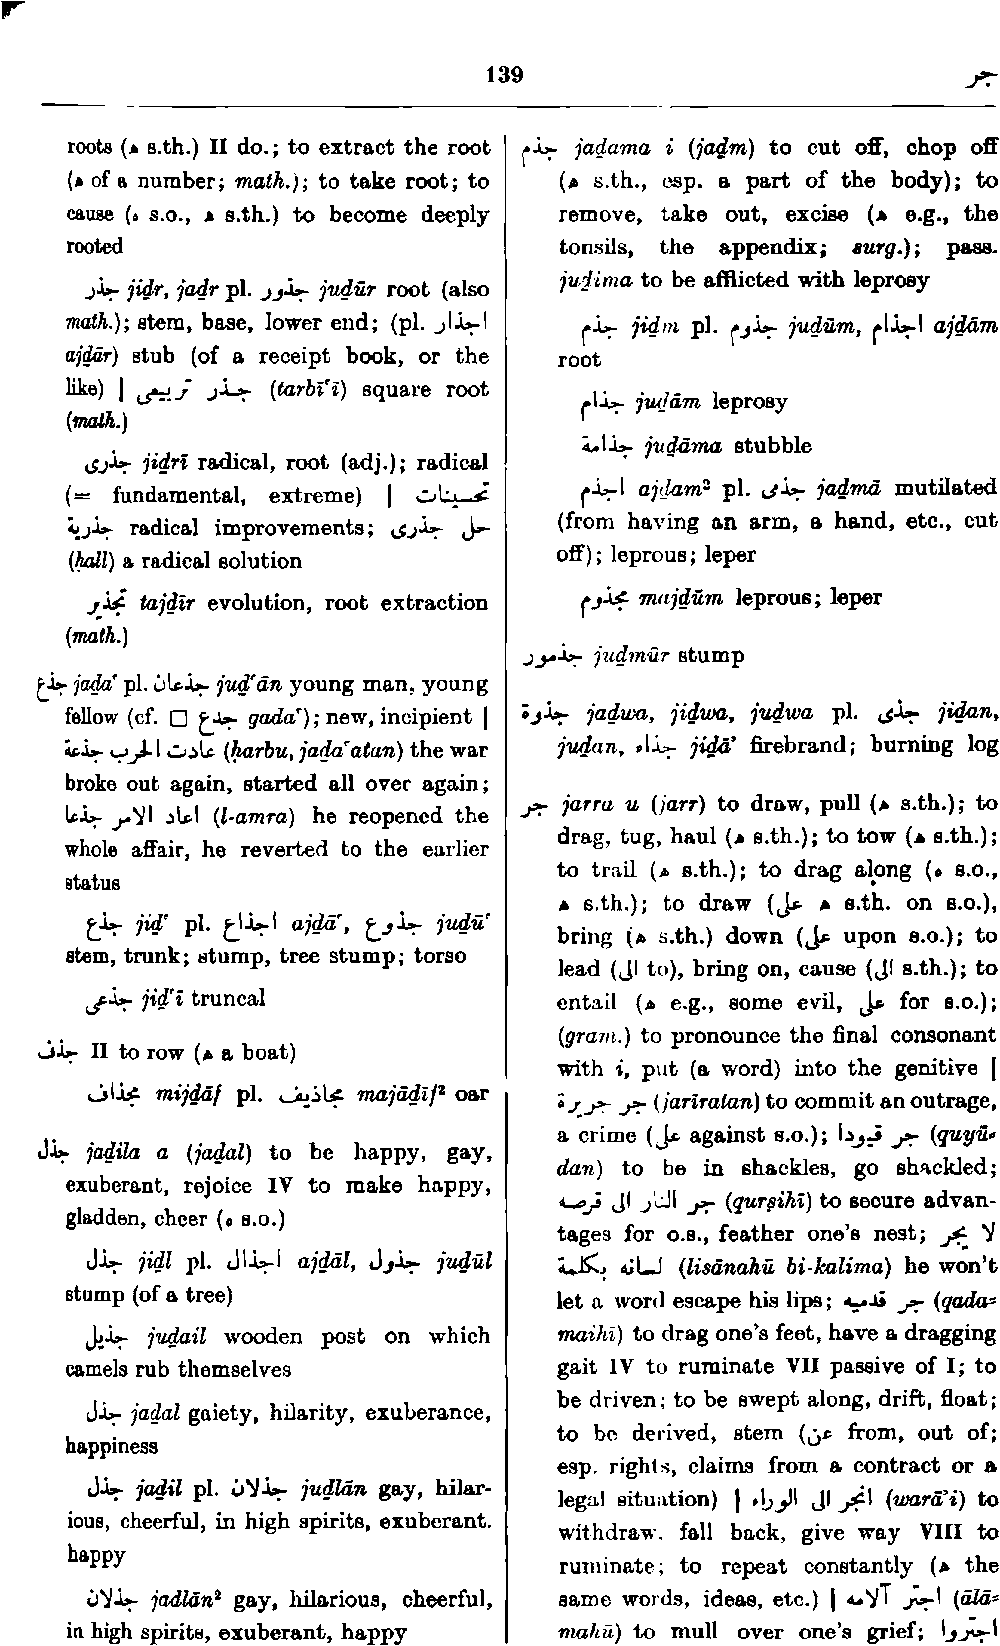 139
جر
roots (ه s.th.) II do.; to extract the root
(ه of a number; math.); to take root; to
cause (ه s.o., ه s.th.) to become deeply
rooted
جذر jiḏr, jaḏr pl. جذور juḏūr root (also
math.); stem, base, lower end; (pl. اجذار
ajḏār) stub (of a receipt book, or the
like) | جذر تربيعى (tarbīʿī) square root
(math.)
جذرى jiḏrī radical, root (adj.); radical
(= fundamental, extreme) | تحسينات
جذرية radical improvements; حل جذرى
(ḥall) a radical solution
تجذير tajḏīr evolution, root extraction
(math.)
جذع jaḏaʿ pl. جذعان juḏʿān young man, young
fellow (cf. □ جدع gadaʿ); new, incipient |
عادت الحرب جذعة (ḥarbu, jaḏaʿatan) the war
broke out again, started all over again;
اعاد الامر جذعا (l-amra) he reopened the
whole affair, he reverted to the earlier
status
جذع jiḏʿ pl. اجذاع ajḏāʿ, جذوع juḏūʿ
stem, trunk; stump, tree stump; torso
جذعى jiḏʿī truncal
جذف II to row (ه a boat)
مجذاف mijḏāf pl. مجاذيف majāḏīf² oar
جذل jaḏila a (jaḏal) to be happy, gay,
exuberant, rejoice IV to make happy,
gladden, cheer (ه s.o.)
جذل jiḏl pl. اجذال ajḏāl, جذول juḏūl
stump (of a tree)
جذيل juḏail wooden post on which
camels rub themselves
جذل jaḏal gaiety, hilarity, exuberance,
happiness
جذل jaḏil pl. جذلان juḏlān gay, hilar-
ious, cheerful, in high spirits, exuberant.
happy
جذلان jaḏlān² gay, hilarious, cheerful,
in high spirits, exuberant, happy
جذم jaḏama i (jaḏm) to cut off, chop off
(ه s.th., esp. a part of the body); to
remove, take out, excise (ه e.g., the
tonsils, the appendix; surg.); pass.
juḏima to be afflicted with leprosy
جذم jiḏm pl. جذوم juḏūm, اجذام ajḏām
root
جذام juḏām leprosy
جذامة juḏāma stubble
اجذم ajḏam² pl. جذمى jaḏmā mutilated
(from having an arm, a hand, etc., cut
off); leprous; leper
مجذوم majḏūm leprous; leper
جذمور juḏmūr stump
جذوة jaḏwa, jiḏwa, juḏwa pl. جذى jiḏan,
juḏan, جذاء jiḏāʾ firebrand; burning log
جر jarra u (jarr) to draw, pull (ه s.th.); to
drag, tug, haul (ه s.th.); to tow (ه s.th.);
to trail (ه s.th.); to drag along (ه s.o.,
ه s.th.); to draw (على ه s.th. on s.o.),
bring (ه s.th.) down (على upon s.o.); to
lead (الى to), bring on, cause (الى s.th.); to
entail (ه e.g., some evil, على for s.o.);
(gram.) to pronounce the final consonant
with i, put (a word) into the genitive |
جر جريرة (jarīratan) to commit an outrage,
a crime (على against s.o.); جر قيودا (quyū=
dan) to be in shackles, go shackled;
جر النار الى قرصه (qurṣihī) to secure advan-
tages for o.s., feather one's nest; لا يجر
لسانه بكلمة (lisānahū bi-kalima) he won't
let a word escape his lips; جر قدميه (qada=
maihī) to drag one's feet, have a dragging
gait IV to ruminate VII passive of I; to
be driven; to be swept along, drift, float;
to be derived, stem (عن from, out of;
esp. rights, claims from a contract or a
legal situation) | انجر الى الوراء (warāʾi) to
withdraw. fall back, give way VIII to
ruminate; to repeat constantly (ه the
same words, ideas, etc.) | اجتر آلامه (ālā=
mahū) to mull over one's grief; اجتروا